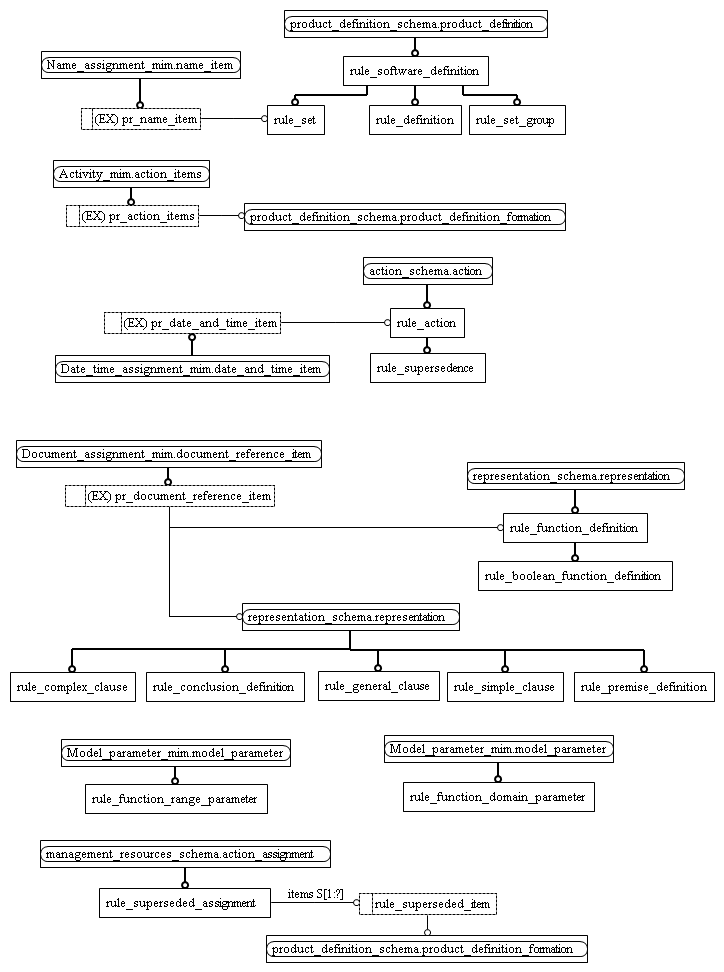 product_definition_schema.product_definition
Name_assignment_mim.name_item
rule_software_definition
(EX) pr_name_item
rule_set
rule_definition
rule_set_group
Activity_mim.action_items
(EX) pr_action_items
product_definition_schema.product_definition_formation
action_schema.action
(EX) pr_date_and_time_item
rule_action
Date_time_assignment_mim.date_and_time_item
rule_supersedence
Document_assignment_mim.document_reference_item
representation_schema.representation
(EX) pr_document_reference_item
rule_function_definition
rule_boolean_function_definition
representation_schema.representation
rule_complex_clause
rule_conclusion_definition
rule_general_clause
rule_simple_clause
rule_premise_definition
Model_parameter_mim.model_parameter
Model_parameter_mim.model_parameter
rule_function_range_parameter
rule_function_domain_parameter
management_resources_schema.action_assignment
rule_superseded_assignment
items S[1:?]
rule_superseded_item
product_definition_schema.product_definition_formation